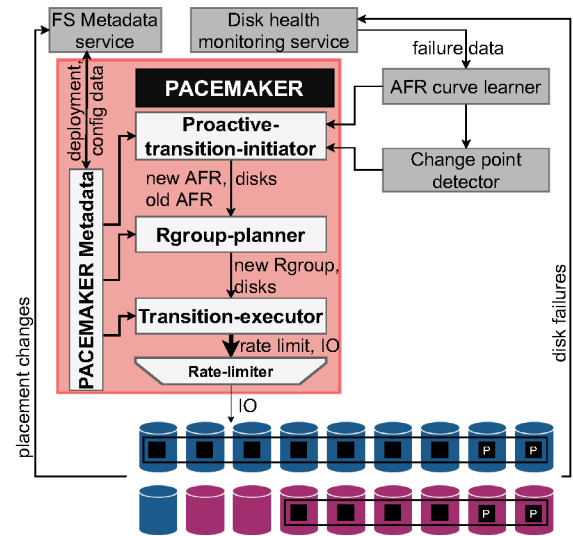 FS Metadata
service
Disk health
monitoring service
failure data
AFR curve learner
Change point
detector
deployment,
config data
PACEMAKER
Proactive-
transition-initiator
new AFR, disks
old AFR
Rgroup-planner
new Rgroup,
disks
Transition-executor
rate limit, IO
Rate-limiter
IO
PACEMAKER Metadata
placement changes
disk failures
P
P
P
P